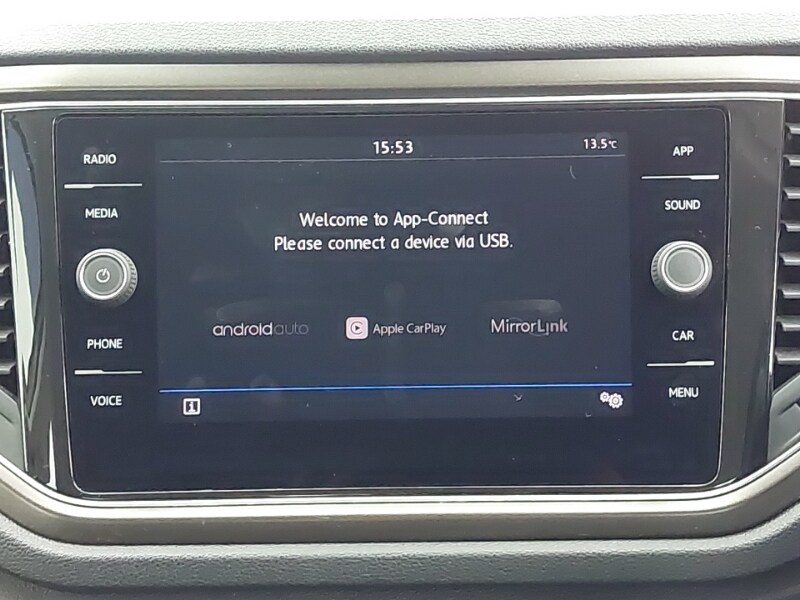 RADIO
MEDIA
PHONE
VOICE
15:53
13.5°C
Welcome to App-Connect
Please connect a device via USB.
androidauto
Apple CarPlay
MirrorLink
i
APP
SOUND
CAR
MENU